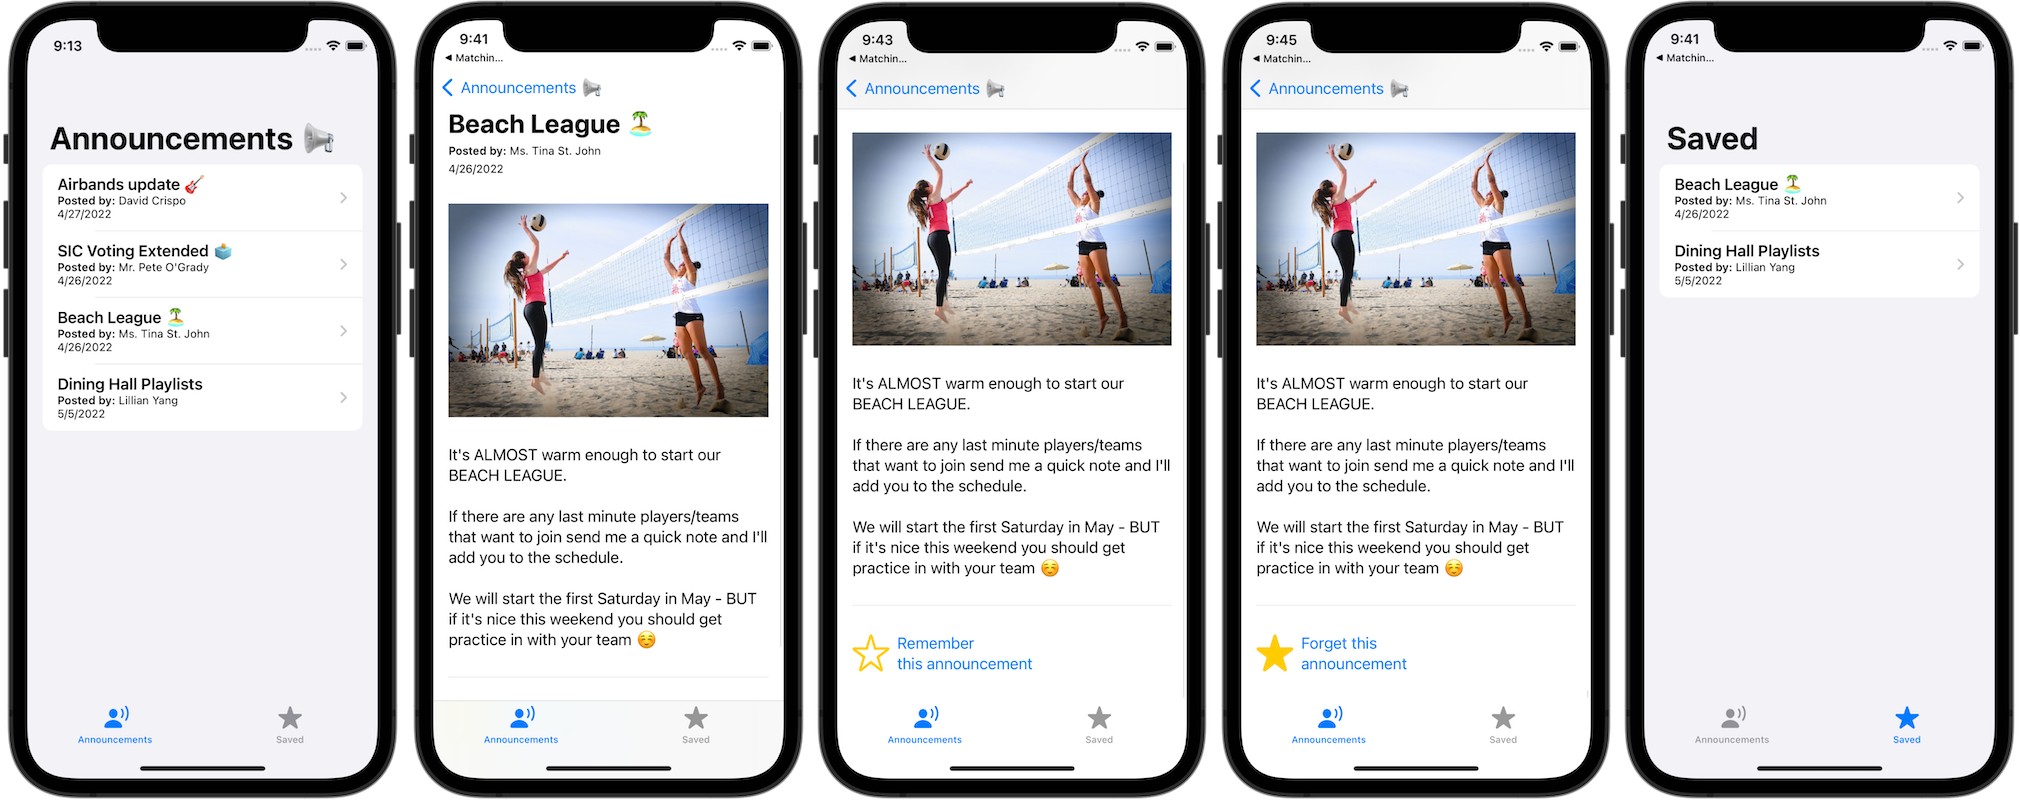 9:13
Announcements 📢
Airbands update 🎸
Posted by: David Crispo
4/27/2022
SIC Voting Extended 🗳️
Posted by: Mr. Pete O'Grady
4/26/2022
Beach League 🏝️
Posted by: Ms. Tina St. John
4/26/2022
Dining Hall Playlists
Posted by: Lillian Yang
5/5/2022
Announcements
Saved
9:41
◀ Matchin...
Announcements 📢
Beach League 🏝️
Posted by: Ms. Tina St. John
4/26/2022
It's ALMOST warm enough to start our
BEACH LEAGUE.
If there are any last minute players/teams
that want to join send me a quick note and I'll
add you to the schedule.
We will start the first Saturday in May - BUT
if it's nice this weekend you should get
practice in with your team ☺️
Announcements
Saved
9:43
◀ Matchin...
Announcements 📢
It's ALMOST warm enough to start our
BEACH LEAGUE.
If there are any last minute players/teams
that want to join send me a quick note and I'll
add you to the schedule.
We will start the first Saturday in May - BUT
if it's nice this weekend you should get
practice in with your team ☺️
Remember
this announcement
Announcements
Saved
9:45
◀ Matchin...
Announcements 📢
It's ALMOST warm enough to start our
BEACH LEAGUE.
If there are any last minute players/teams
that want to join send me a quick note and I'll
add you to the schedule.
We will start the first Saturday in May - BUT
if it's nice this weekend you should get
practice in with your team ☺️
Forget this
announcement
Announcements
Saved
9:41
◀ Matchin...
Saved
Beach League 🏝️
Posted by: Ms. Tina St. John
4/26/2022
Dining Hall Playlists
Posted by: Lillian Yang
5/5/2022
Announcements
Saved